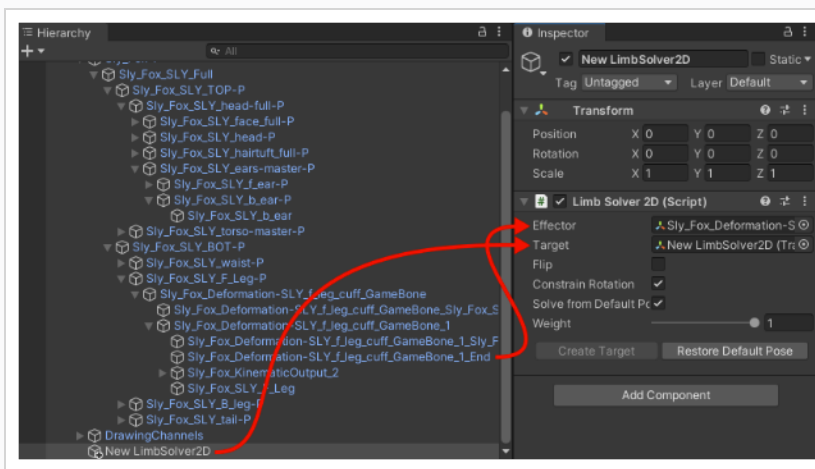 Hierarchy
All
Sly_Fox_SLY_Full
Sly_Fox_SLY_TOP-P
Sly_Fox_SLY_head-full-P
Sly_Fox_SLY_face_full-P
Sly_Fox_SLY_head-P
Sly_Fox_SLY_hairtuft_full-P
Sly_Fox_SLY_ears-master-P
Sly_Fox_SLY_f_ear-P
Sly_Fox_SLY_b_ear-P
Sly_Fox_SLY_b_ear
Sly_Fox_SLY_torso-master-P
Sly_Fox_SLY_BOT-P
Sly_Fox_SLY_waist-P
Sly_Fox_SLY_F_Leg-P
Sly_Fox_Deformation-SLY_f_leg_cuff_GameBone
Sly_Fox_Deformation-SLY_f_leg_cuff_GameBone_Sly_Fox_S
Sly_Fox_Deformation-SLY_f_leg_cuff_GameBone_1
Sly_Fox_Deformation-SLY_f_leg_cuff_GameBone_1_Sly_F
Sly_Fox_Deformation-SLY_f_leg_cuff_GameBone_1_End
Sly_Fox_KinematicOutput_2
Sly_Fox_SLY_F_Leg
Sly_Fox_SLY_B_leg-P
Sly_Fox_SLY_tail-P
DrawingChannels
New LimbSolver2D
Inspector
New LimbSolver2D Static
Tag Untagged Layer Default
Transform
Position X 0 Y 0 Z 0
Rotation X 0 Y 0 Z 0
Scale X 1 Y 1 Z 1
# Limb Solver 2D (Script)
Effector Sly_Fox_Deformation-S
Target New LimbSolver2D (Tra
Flip
Constrain Rotation
Solve from Default Po
Weight 1
Create Target Restore Default Pose
Add Component